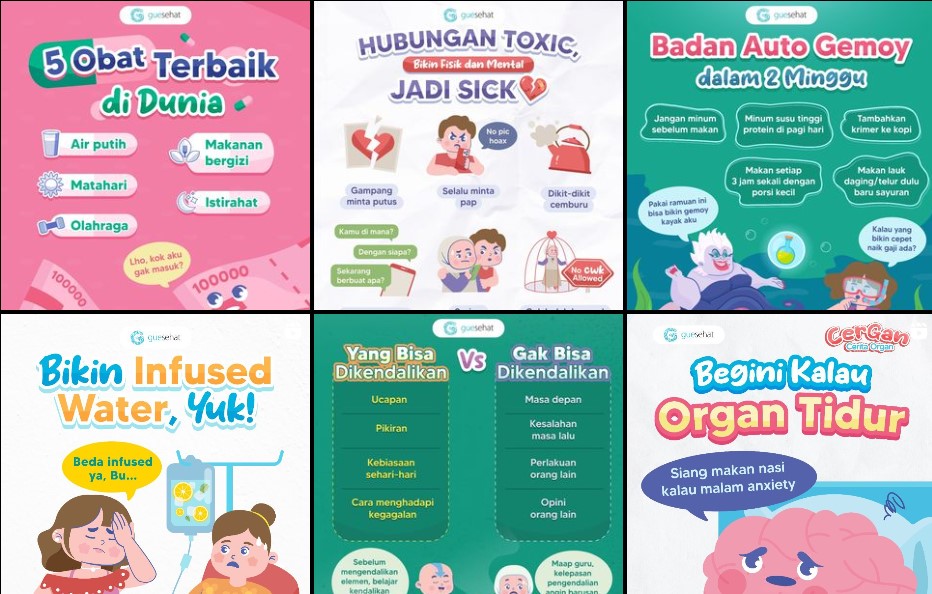 guesehat
5 Obat Terbaik
di Dunia
Air putih
Matahari
Olahraga
Makanan
bergizi
Istirahat
Lho, kok aku
gak masuk?
100000
100000
guesehat
HUBUNGAN TOXIC,
Bikin Fisik dan Mental
JADI SICK
No pic
hoax
Gampang
minta putus
Selalu minta
pap
Dikit-dikit
cemburu
Kamu di mana?
Dengan siapa?
Sekarang
berbuat apa?
No Cwk
Allowed
guesehat
Badan Auto Gemoy
dalam 2 Minggu
Jangan minum
sebelum makan
Minum susu tinggi
protein di pagi hari
Tambahkan
krimer ke kopi
Makan setiap
3 jam sekali dengan
porsi kecil
Makan lauk
daging/telur dulu
baru sayuran
Pakai ramuan ini
bisa bikin gemoy
kayak aku
Kalau yang
bikin cepet
naik gaji ada?
guesehat
Bikin Infused
Water, Yuk!
Beda infused
ya, Bu...
guesehat
Yang Bisa
Dikendalikan
Vs
Gak Bisa
Dikendalikan
Ucapan
Pikiran
Kebiasaan
sehari-hari
Cara menghadapi
kegagalan
Masa depan
Kesalahan
masa lalu
Perlakuan
orang lain
Opini
orang lain
Sebelum
mengendalikan
elemen, belajar
kendalikan
Maap guru,
kelepasan
pengendalian
angin barusan
guesehat
CerGan
Cerita Organ
Begini Kalau
Organ Tidur
Siang makan nasi
kalau malam anxiety